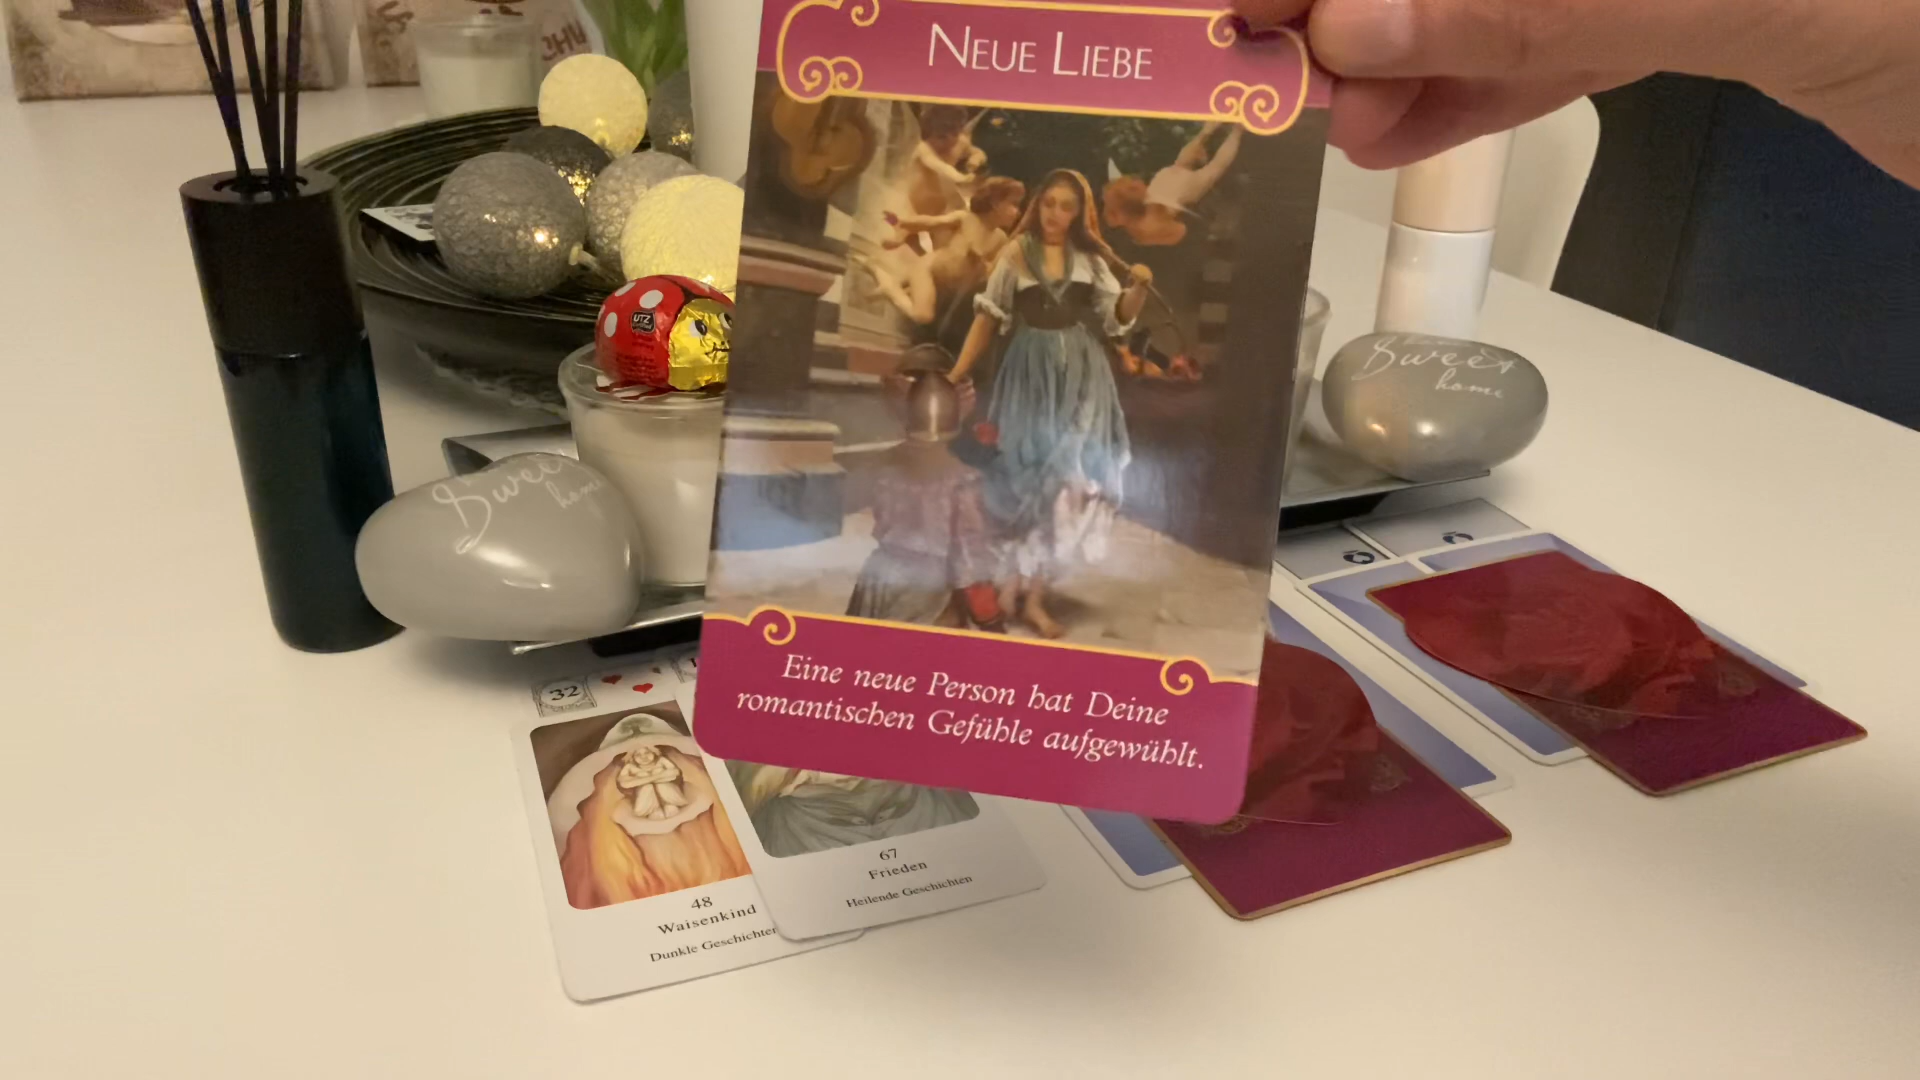 NEUE LIEBE
UTZ
Sweet
home
Sweet
home
Eine neue Person hat Deine
romantischen Gefühle aufgewühlt.
32
67
Frieden
Heilende Geschichten
48
Waisenkind
Dunkle Geschichten